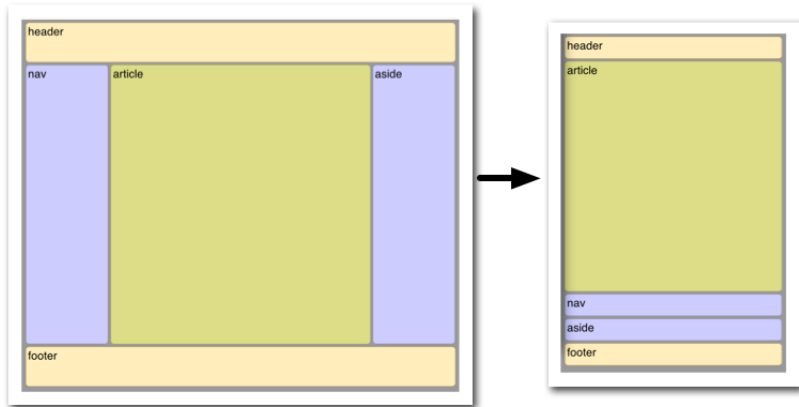 header
nav
article
aside
footer
header
article
nav
aside
footer